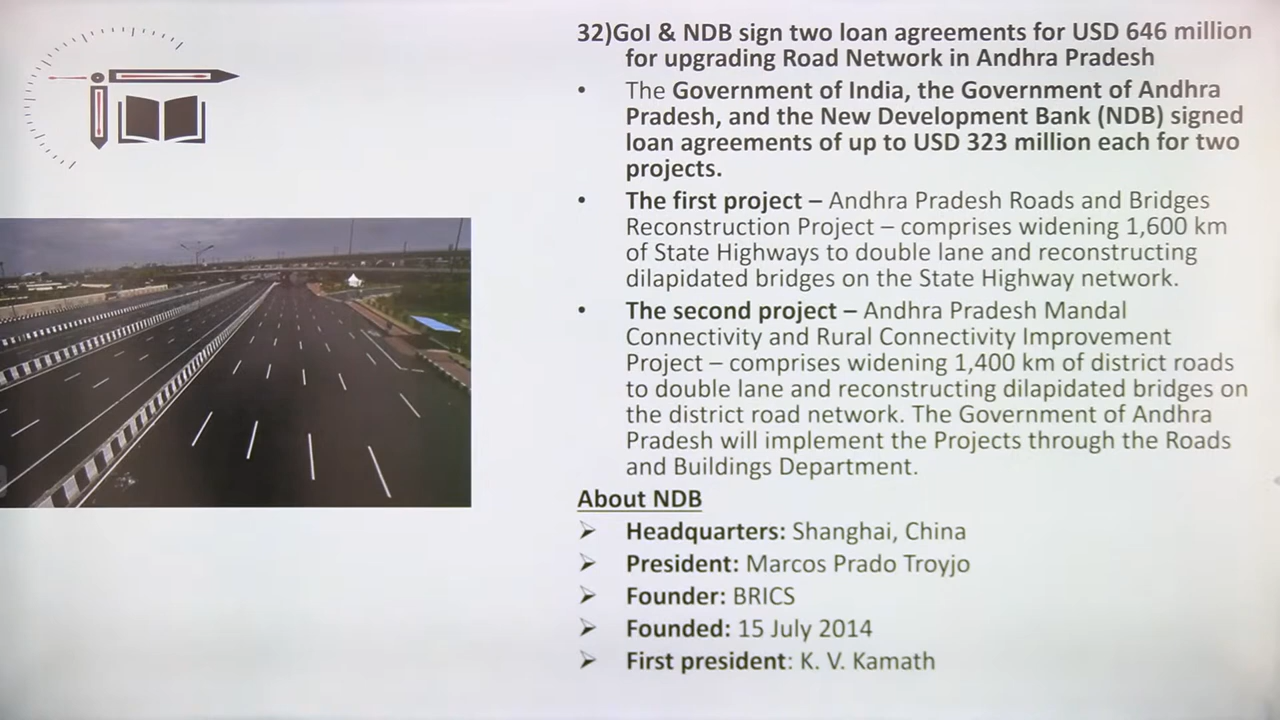 32)GoI & NDB sign two loan agreements for USD 646 million
for upgrading Road Network in Andhra Pradesh
• The Government of India, the Government of Andhra
Pradesh, and the New Development Bank (NDB) signed
loan agreements of up to USD 323 million each for two
projects.
• The first project – Andhra Pradesh Roads and Bridges
Reconstruction Project – comprises widening 1,600 km
of State Highways to double lane and reconstructing
dilapidated bridges on the State Highway network.
• The second project – Andhra Pradesh Mandal
Connectivity and Rural Connectivity Improvement
Project – comprises widening 1,400 km of district roads
to double lane and reconstructing dilapidated bridges on
the district road network. The Government of Andhra
Pradesh will implement the Projects through the Roads
and Buildings Department.
About NDB
➢ Headquarters: Shanghai, China
➢ President: Marcos Prado Troyjo
➢ Founder: BRICS
➢ Founded: 15 July 2014
➢ First president: K. V. Kamath